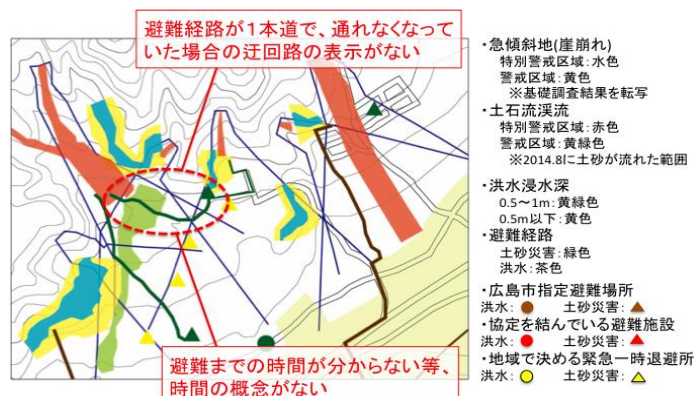 避難経路が1本道で、通れなくなって
いた場合の迂回路の表示がない
避難までの時間が分からない等、
時間の概念がない
・急傾斜地(崖崩れ)
特別警戒区域：水色
警戒区域：黄色
※基礎調査結果を転写
・土石流渓流
特別警戒区域：赤色
警戒区域：黄緑色
※2014.8に土砂が流れた範囲
・洪水浸水深
0.5～1m：黄緑色
0.5m以下：黄色
・避難経路
土砂災害：緑色
洪水：茶色
・広島市指定避難場所
洪水： 土砂災害：
・協定を結んでいる避難施設
洪水： 土砂災害：
・地域で決める緊急一時退避所
洪水： 土砂災害：